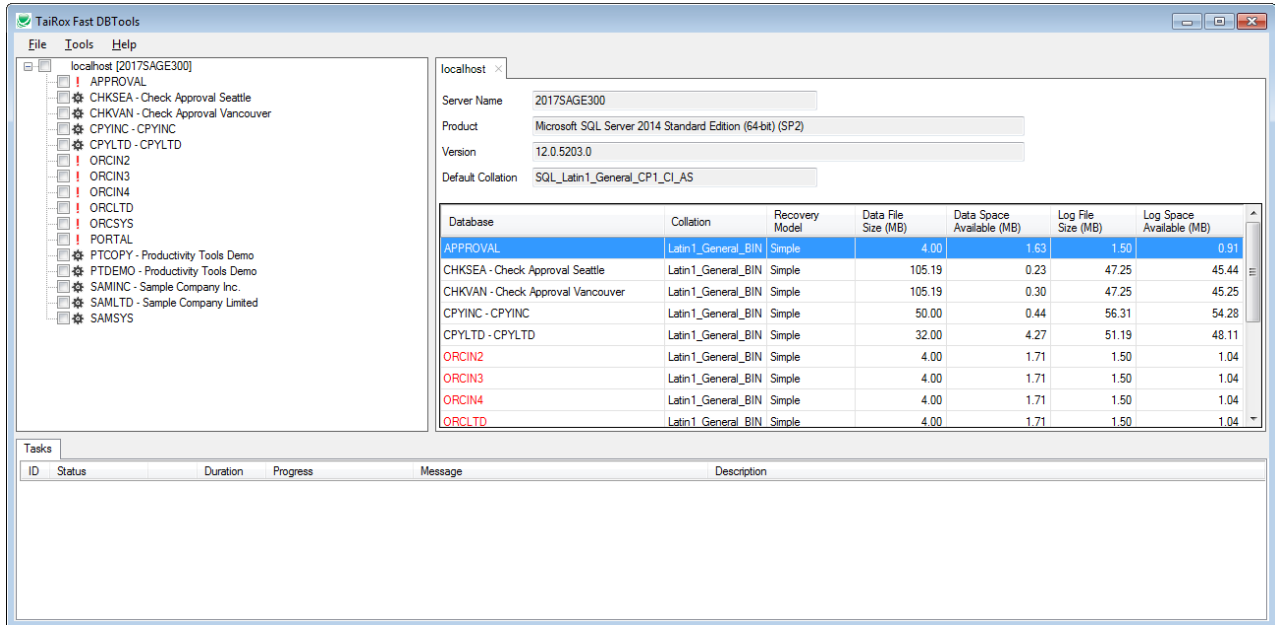 TaiRox Fast DBTools
File Tools Help
localhost [2017SAGE300]
! APPROVAL
CHKSEA - Check Approval Seattle
CHKVAN - Check Approval Vancouver
CPYINC - CPYINC
CPYLTD - CPYLTD
! ORCIN2
! ORCIN3
! ORCIN4
! ORCLTD
! ORCSYS
! PORTAL
PTCOPY - Productivity Tools Demo
PTDEMO - Productivity Tools Demo
SAMINC - Sample Company Inc.
SAMLTD - Sample Company Limited
SAMSYS
localhost
Server Name 2017SAGE300
Product Microsoft SQL Server 2014 Standard Edition (64-bit) (SP2)
Version 12.0.5203.0
Default Collation SQL_Latin1_General_CP1_CI_AS
Database Collation Recovery Model Data File Size (MB) Data Space Available (MB) Log File Size (MB) Log Space Available (MB)
APPROVAL Latin1_General_BIN Simple 4.00 1.63 1.50 0.91
CHKSEA - Check Approval Seattle Latin1_General_BIN Simple 105.19 0.23 47.25 45.44
CHKVAN - Check Approval Vancouver Latin1_General_BIN Simple 105.19 0.30 47.25 45.25
CPYINC - CPYINC Latin1_General_BIN Simple 50.00 0.44 56.31 54.28
CPYLTD - CPYLTD Latin1_General_BIN Simple 32.00 4.27 51.19 48.11
ORCIN2 Latin1_General_BIN Simple 4.00 1.71 1.50 1.04
ORCIN3 Latin1_General_BIN Simple 4.00 1.71 1.50 1.04
ORCIN4 Latin1_General_BIN Simple 4.00 1.71 1.50 1.04
ORCLTD Latin1_General_BIN Simple 4.00 1.71 1.50 1.04
Tasks
ID Status Duration Progress Message Description